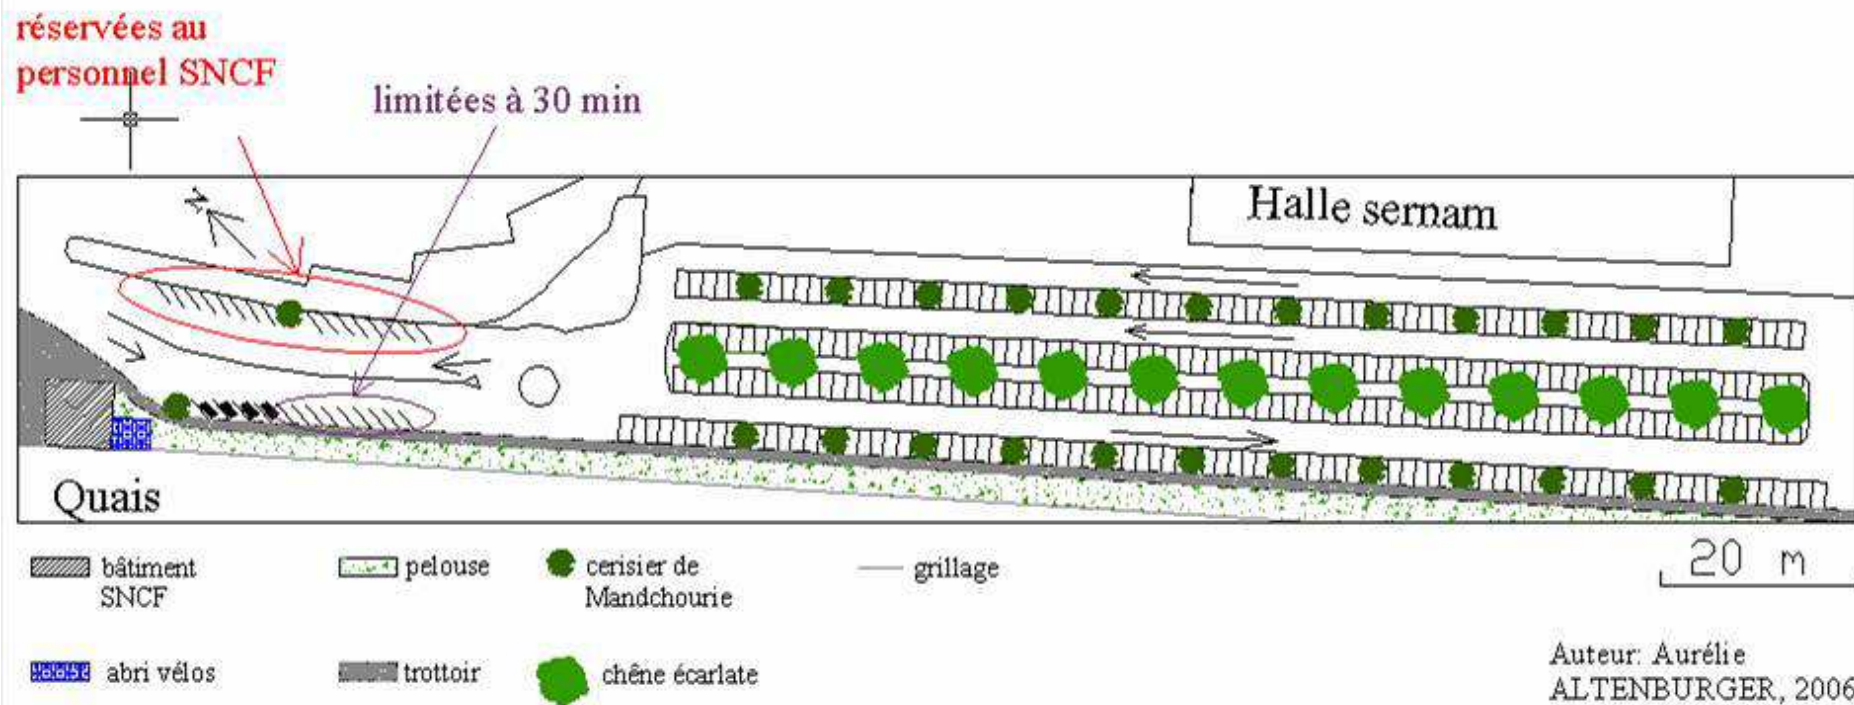 réservées au
personnel SNCF
limitées à 30 min
N
Halle sernam
Quais
bâtiment
SNCF
pelouse
cerisier de
Mandchourie
grillage
20 m
abri vélos
trottoir
chêne écarlate
Auteur: Aurélie
ALTENBURGER, 2006